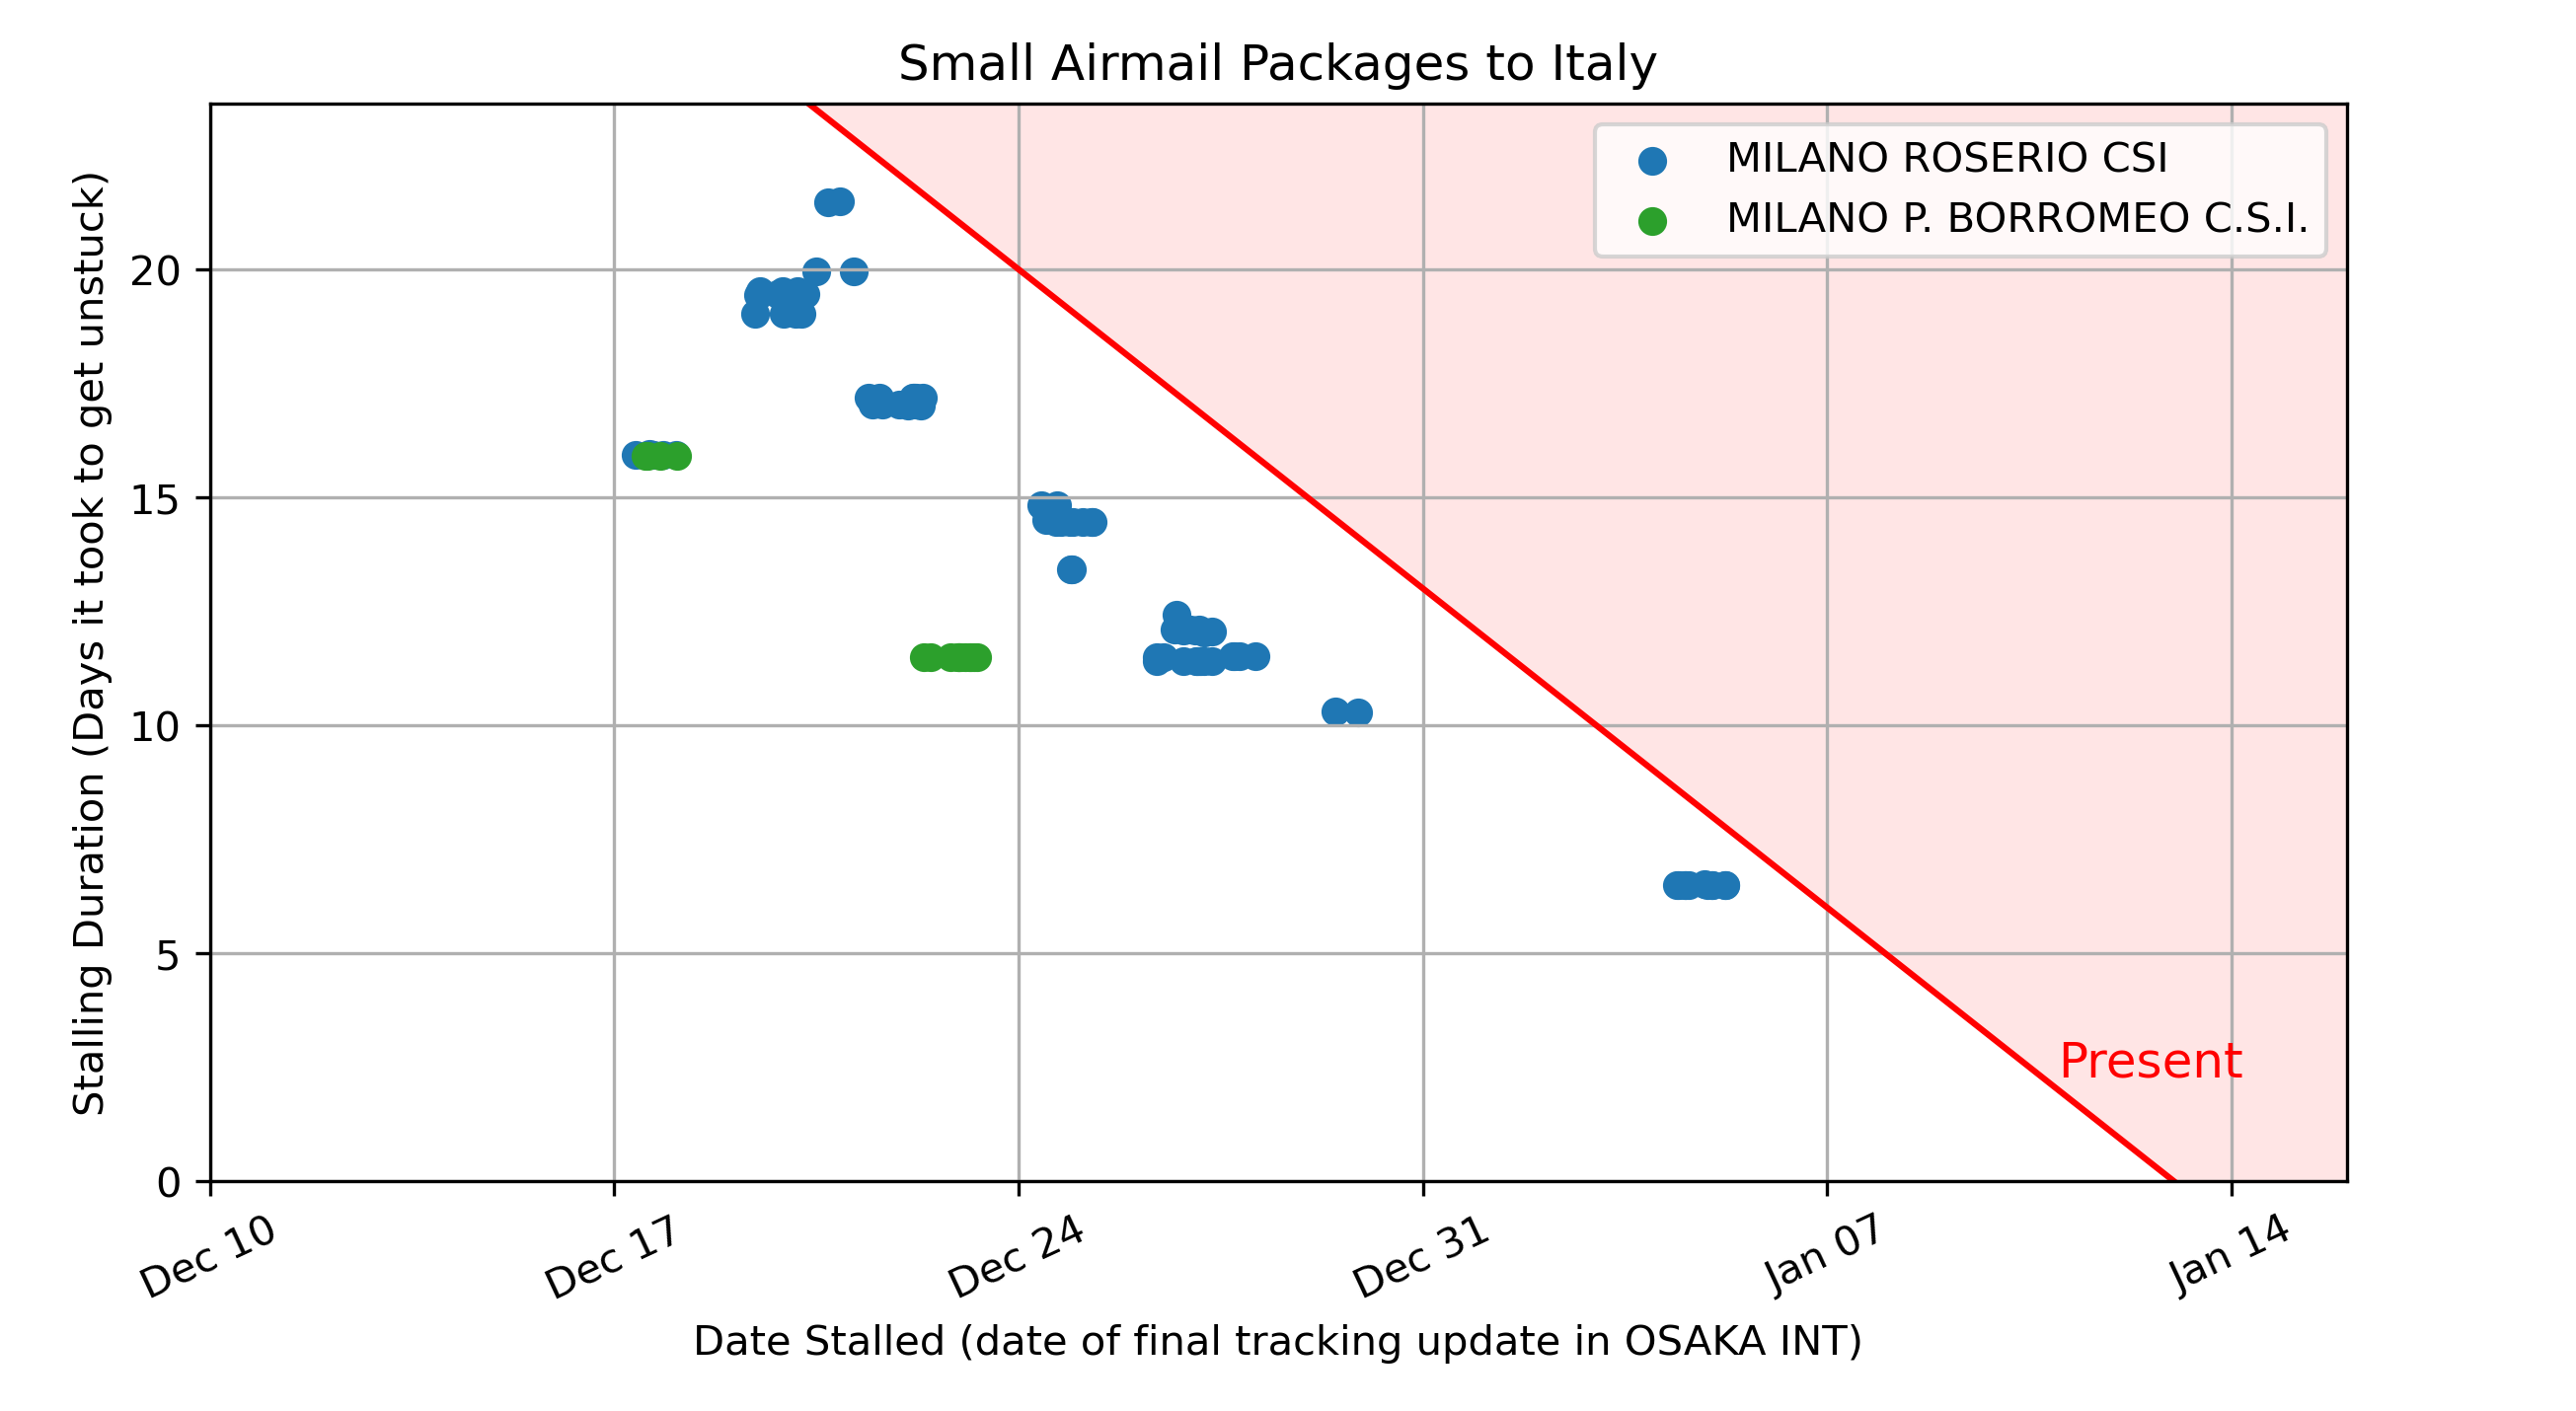 Small Airmail Packages to Italy
MILANO ROSERIO CSI
MILANO P. BORROMEO C.S.I.
Stalling Duration (Days it took to get unstuck)
20
15
10
5
0
Present
Dec 10
Dec 17
Dec 24
Dec 31
Jan 07
Jan 14
Date Stalled (date of final tracking update in OSAKA INT)